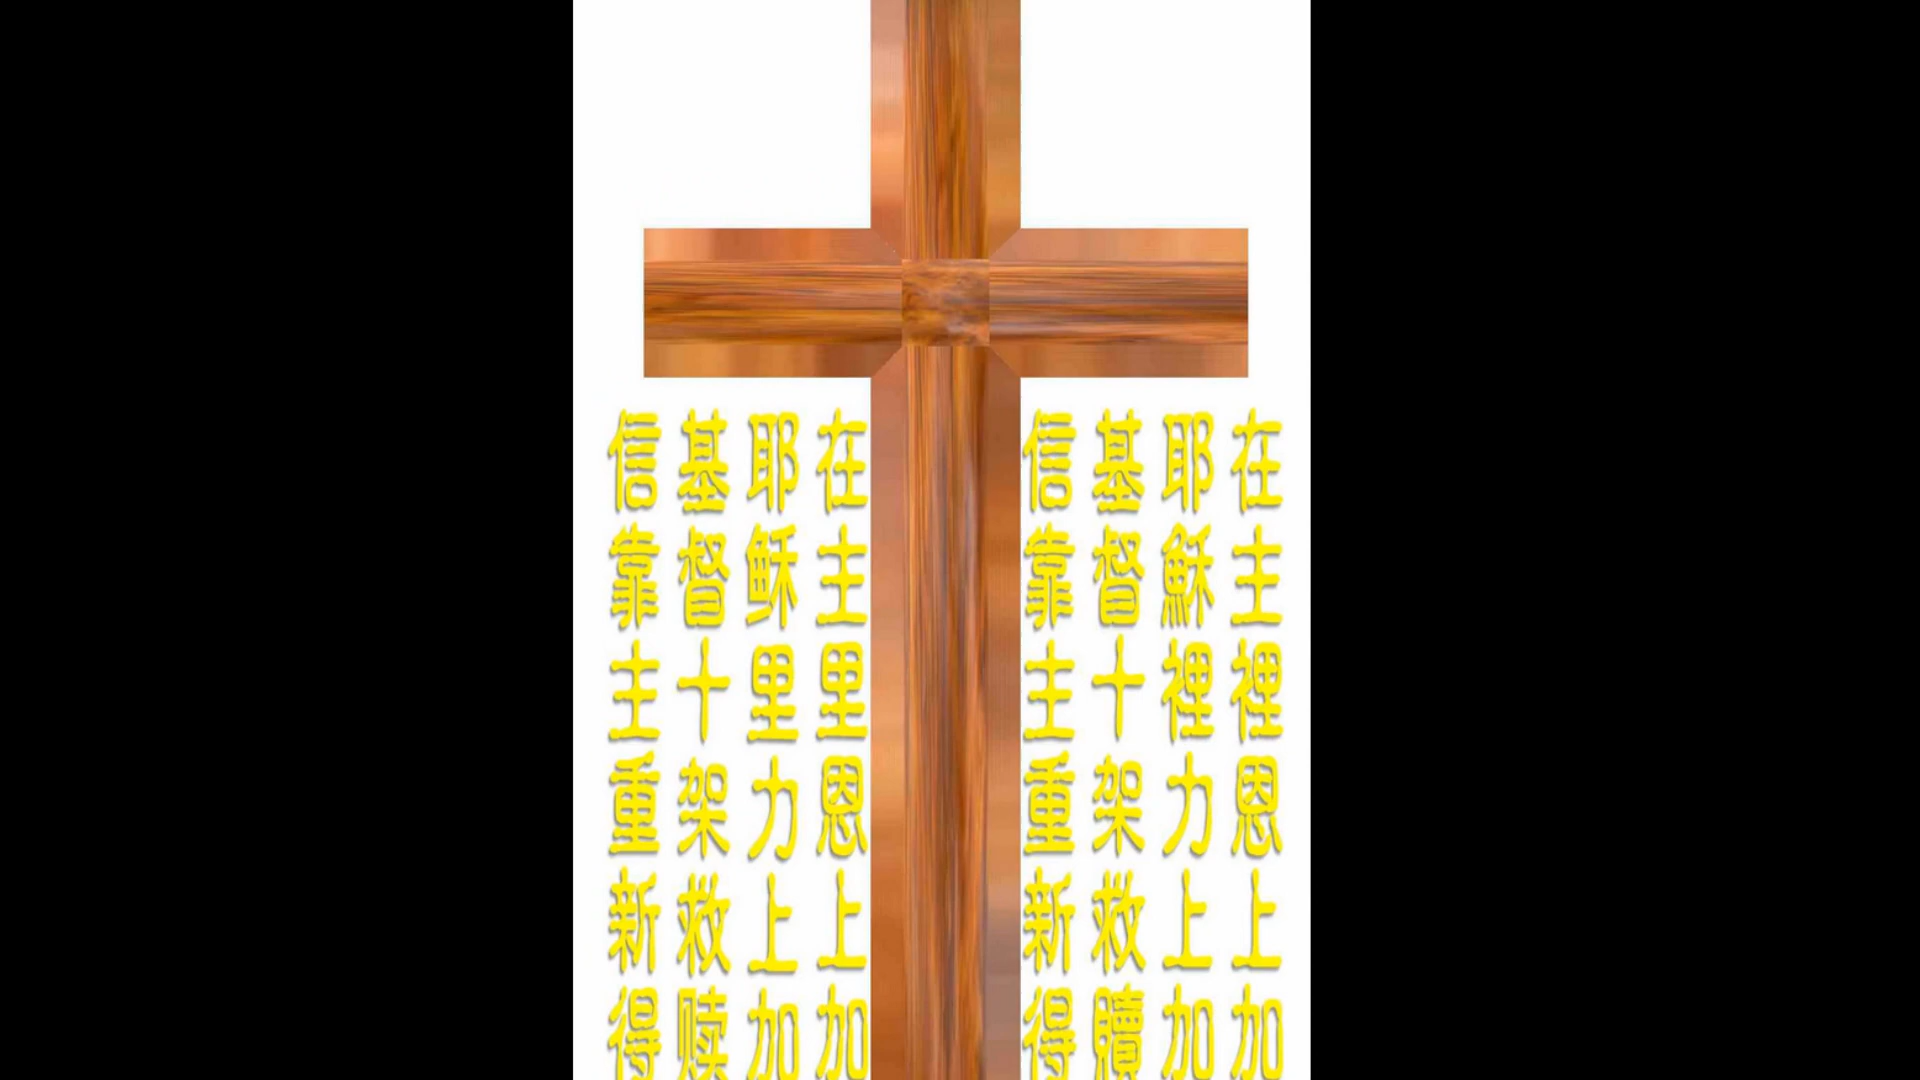 在主裡恩上加
耶穌裡力上加
基督十架救贖
信靠主重新得
在主里恩上加
耶稣里力上加
基督十架救赎
信靠主重新得